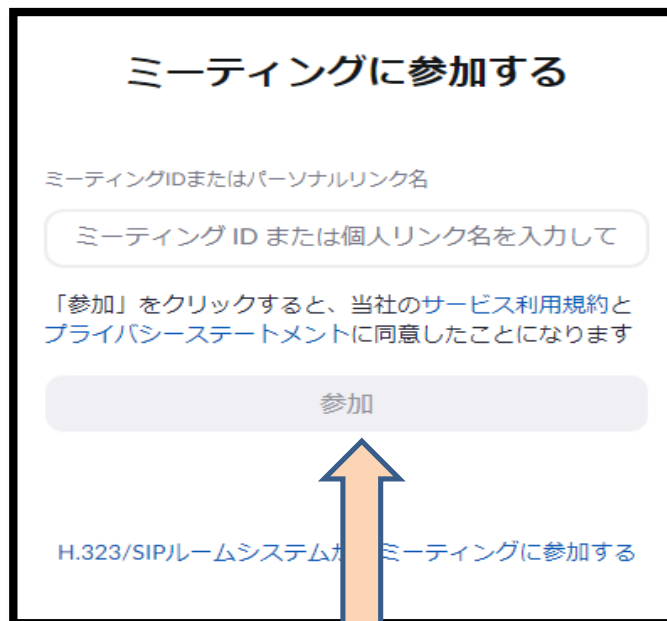 ミーティングに参加する
ミーティングIDまたはパーソナルリンク名
ミーティング ID または個人リンク名を入力して
「参加」をクリックすると、当社のサービス利用規約と
プライバシーステートメントに同意したことになります
参加
H.323/SIPルームシステムか ミーティングに参加する